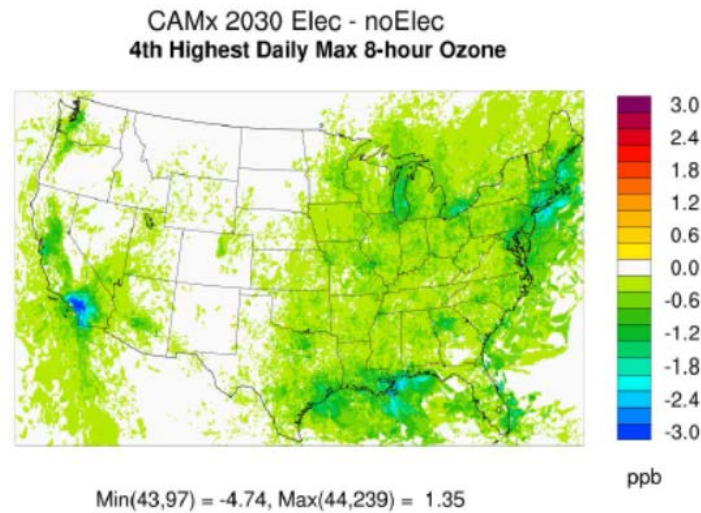 CAMx 2030 Elec - noElec
4th Highest Daily Max 8-hour Ozone
3.0
2.4
1.8
1.2
0.6
0.0
-0.6
-1.2
-1.8
-2.4
-3.0
ppb
Min(43,97) = -4.74, Max(44,239) = 1.35